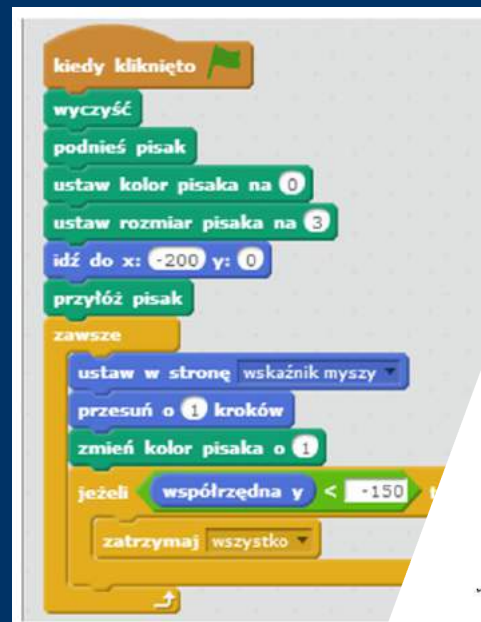 kiedy kliknięto
wyczyść
podnieś pisak
ustaw kolor pisaka na 0
ustaw rozmiar pisaka na 3
idź do x: -200 y: 0
przyłóż pisak
zawsze
ustaw w stronę wskaźnik myszy
przesuń o 1 kroków
zmień kolor pisaka o 1
jeżeli współrzędna y < -150
zatrzymaj wszystko